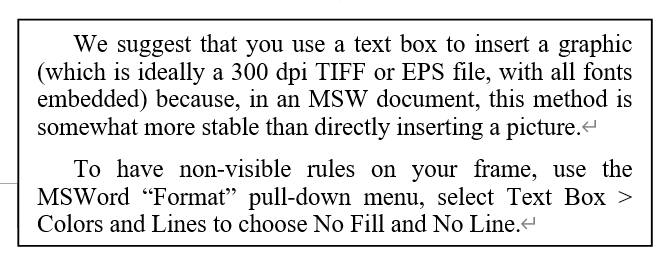 We suggest that you use a text box to insert a graphic
(which is ideally a 300 dpi TIFF or EPS file, with all fonts
embedded) because, in an MSW document, this method is
somewhat more stable than directly inserting a picture.↵
To have non-visible rules on your frame, use the
MSWord “Format” pull-down menu, select Text Box >
Colors and Lines to choose No Fill and No Line.↵